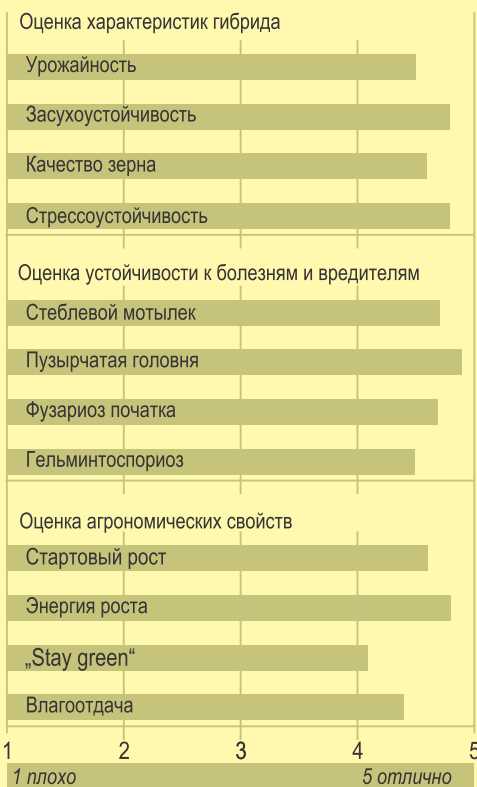 Оценка характеристик гибрида
Урожайность
Засухоустойчивость
Качество зерна
Стрессоустойчивость
Оценка устойчивости к болезням и вредителям
Стеблевой мотылек
Пузырчатая головня
Фузариоз початка
Гельминтоспориоз
Оценка агрономических свойств
Стартовый рост
Энергия роста
„Stay green“
Влагоотдача
1 2 3 4 5
1 плохо 5 отлично